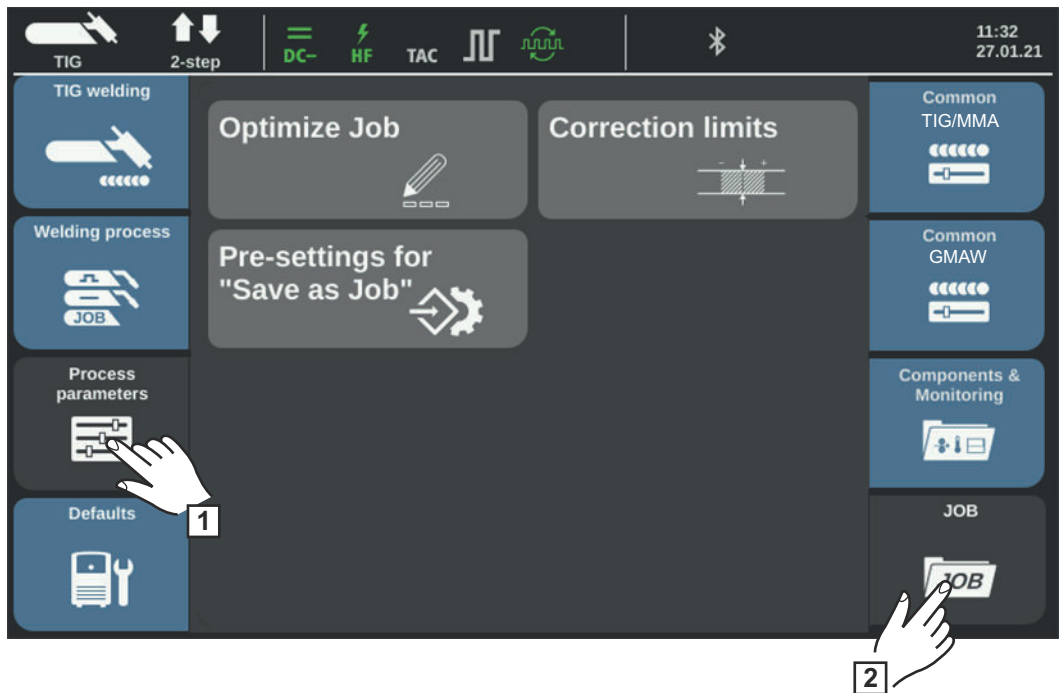 TIG
2-step
DC–
HF
TAC
11:32
27.01.21
TIG welding
Welding process
JOB
Process
parameters
1
Defaults
Optimize Job
Correction limits
- +
Pre-settings for
"Save as Job"
Common
TIG/MMA
Common
GMAW
Components &
Monitoring
JOB
JOB
2